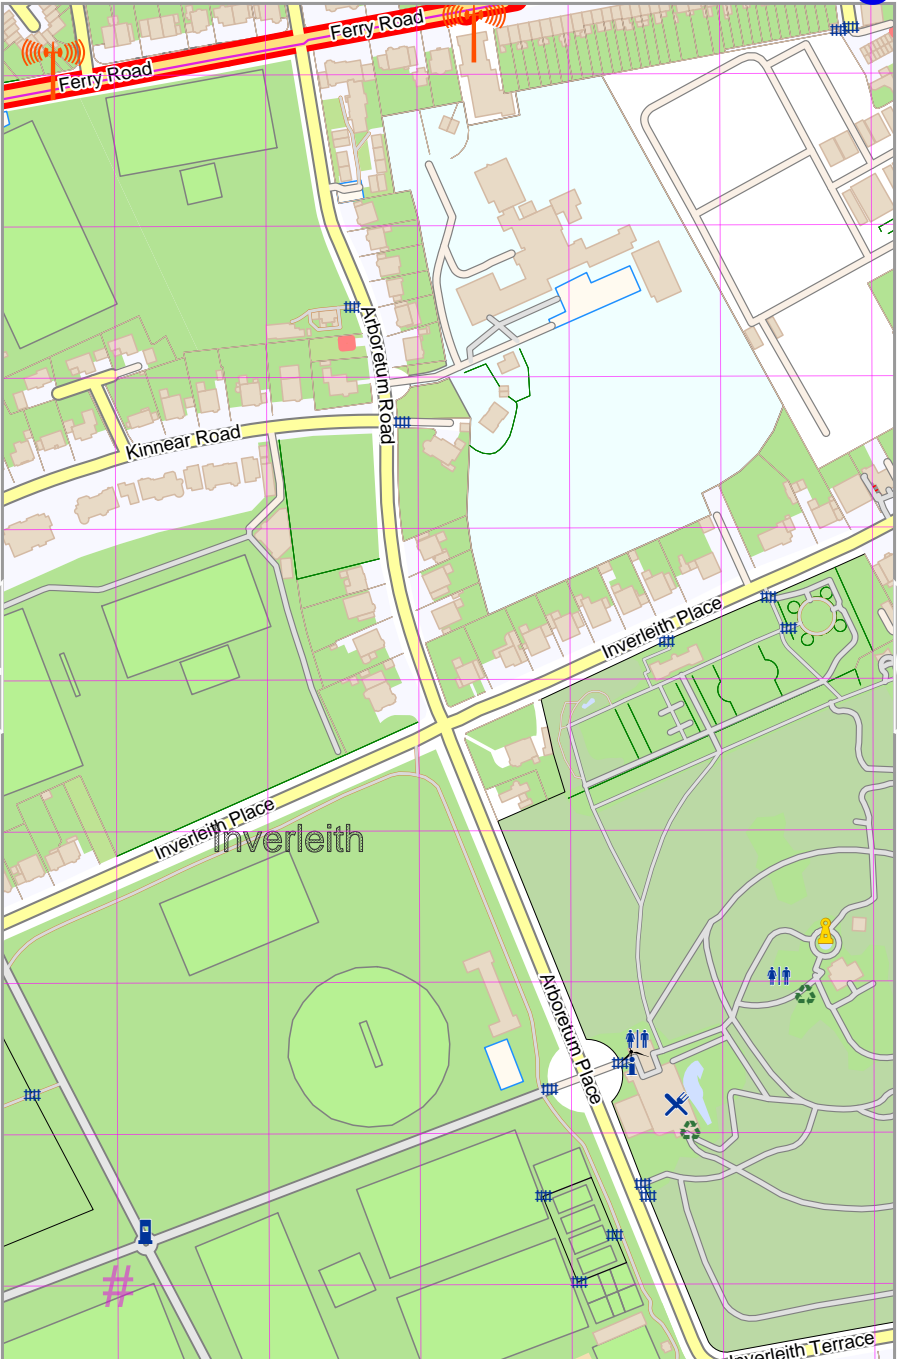 Ferry Road
Ferry Road
Arboretum Road
Kinnear Road
Inverleith Place
Inverleith Place
Inverleith
Arboretum Place
#
Inverleith Terrace